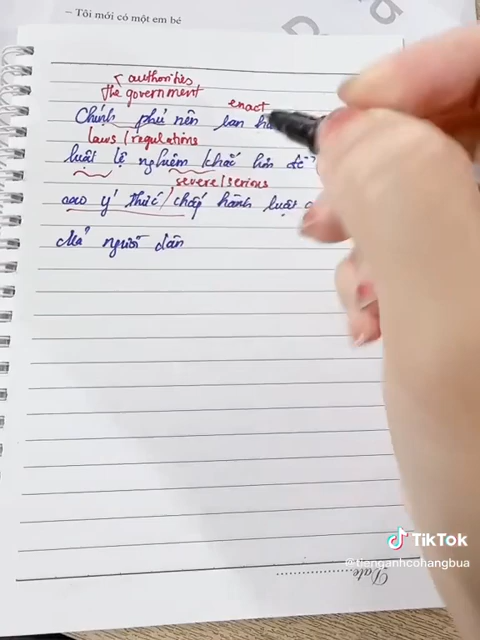 – Tôi mới có một em bé
authorities
the government
enact
Chính phủ nên ban
laws / regulations
luật lệ nghiêm khắc hơn để
severe / serious
cao ý thức / chấp hành luật
của người dân
Date
TikTok
@tienganhcohangbua